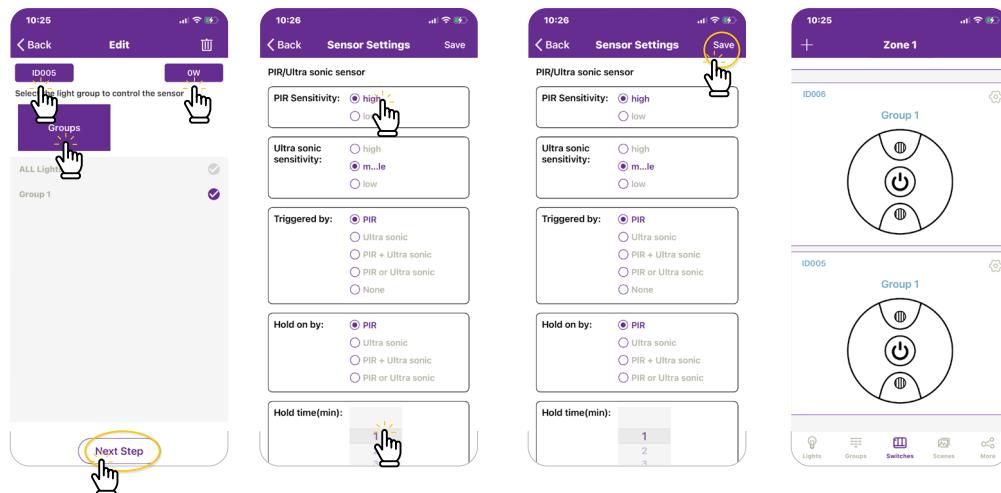 10:25
Back
Edit
ID005
0W
Select the light group to control the sensor
Groups
ALL Lights
Group 1
Next Step
10:26
Back
Sensor Settings
Save
PIR/Ultra sonic sensor
PIR Sensitivity:
high
low
Ultra sonic
sensitivity:
high
m...le
low
Triggered by:
PIR
Ultra sonic
PIR + Ultra sonic
PIR or Ultra sonic
None
Hold on by:
PIR
Ultra sonic
PIR + Ultra sonic
PIR or Ultra sonic
Hold time(min):
1
10:26
Back
Sensor Settings
Save
PIR/Ultra sonic sensor
PIR Sensitivity:
high
low
Ultra sonic
sensitivity:
high
m...le
low
Triggered by:
PIR
Ultra sonic
PIR + Ultra sonic
PIR or Ultra sonic
None
Hold on by:
PIR
Ultra sonic
PIR + Ultra sonic
PIR or Ultra sonic
Hold time(min):
1
2
3
10:25
Zone 1
ID006
Group 1
ID005
Group 1
Lights
Groups
Switches
Scenes
More